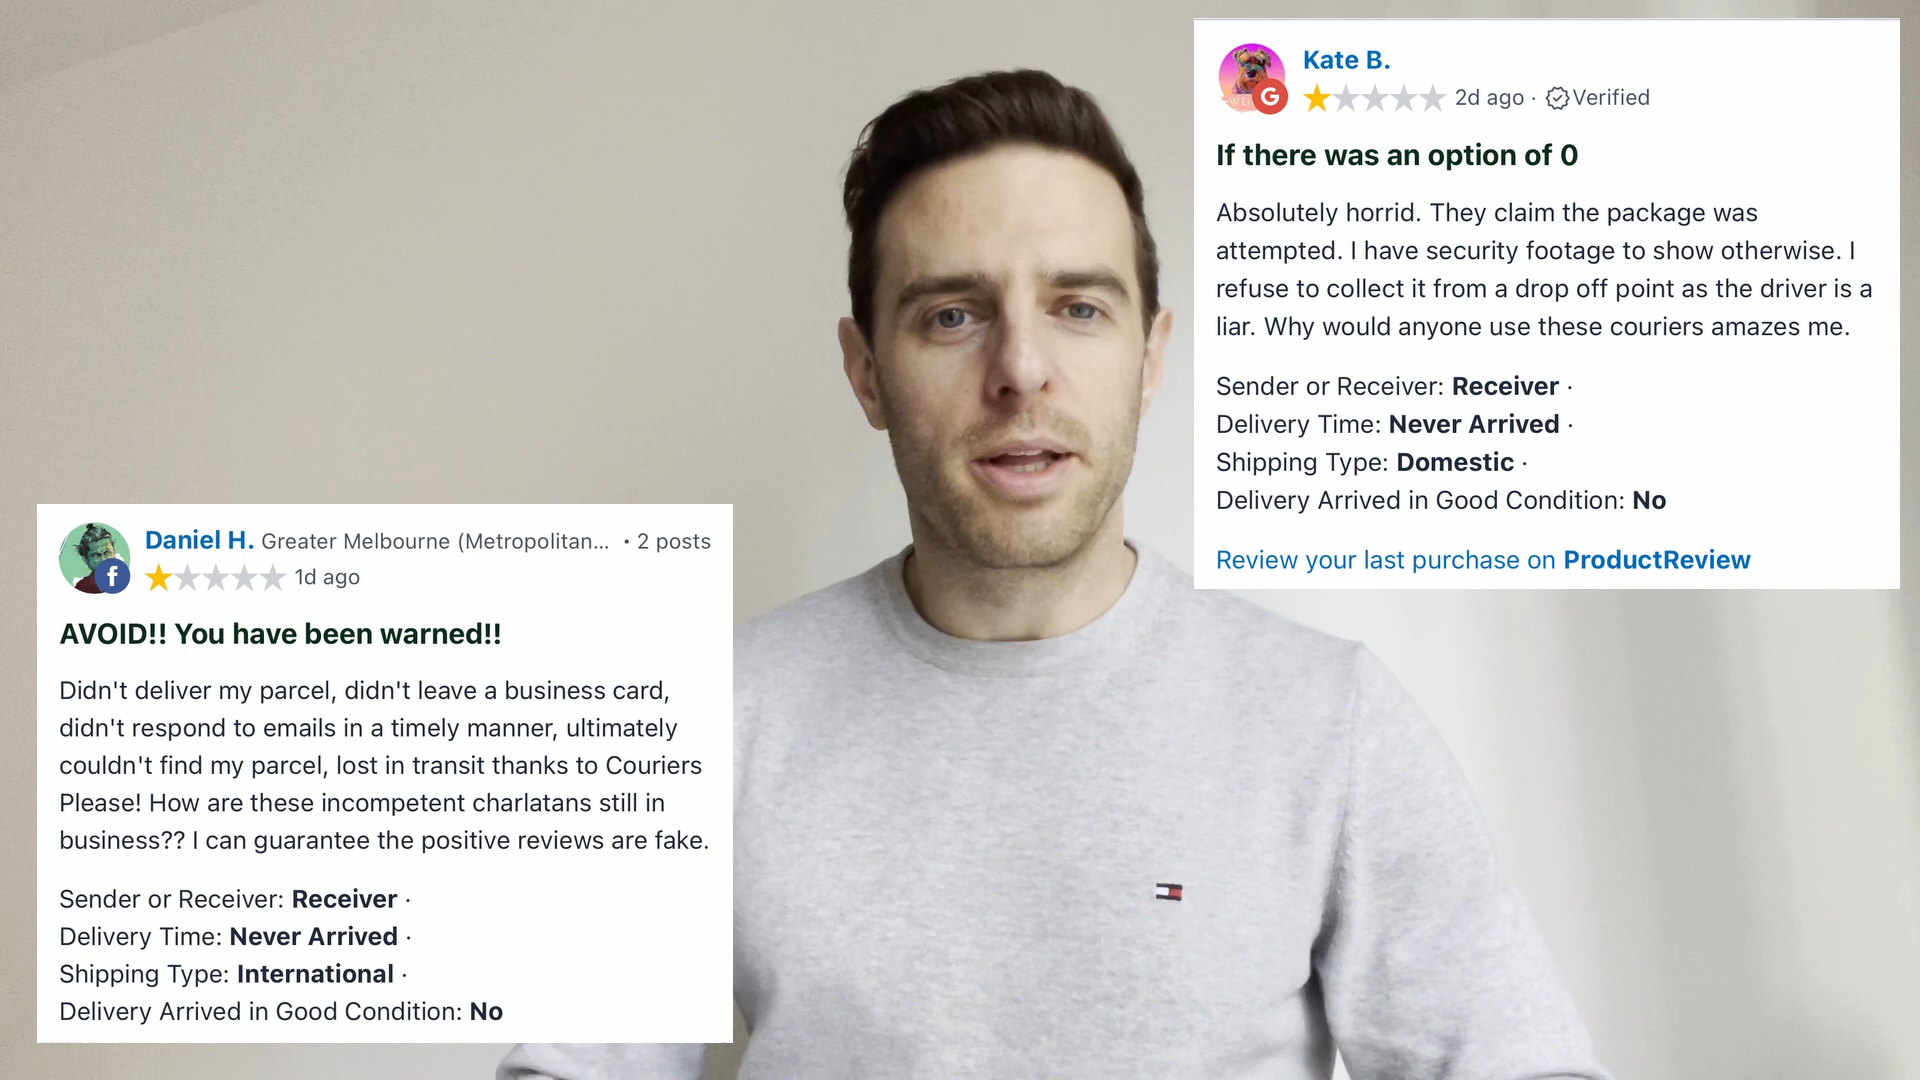 Kate B.
2d ago · Verified
If there was an option of 0
Absolutely horrid. They claim the package was
attempted. I have security footage to show otherwise. I
refuse to collect it from a drop off point as the driver is a
liar. Why would anyone use these couriers amazes me.
Sender or Receiver: Receiver ·
Delivery Time: Never Arrived ·
Shipping Type: Domestic ·
Delivery Arrived in Good Condition: No
Review your last purchase on ProductReview
Daniel H. Greater Melbourne (Metropolitan... • 2 posts
1d ago
AVOID!! You have been warned!!
Didn't deliver my parcel, didn't leave a business card,
didn't respond to emails in a timely manner, ultimately
couldn't find my parcel, lost in transit thanks to Couriers
Please! How are these incompetent charlatans still in
business?? I can guarantee the positive reviews are fake.
Sender or Receiver: Receiver ·
Delivery Time: Never Arrived ·
Shipping Type: International ·
Delivery Arrived in Good Condition: No